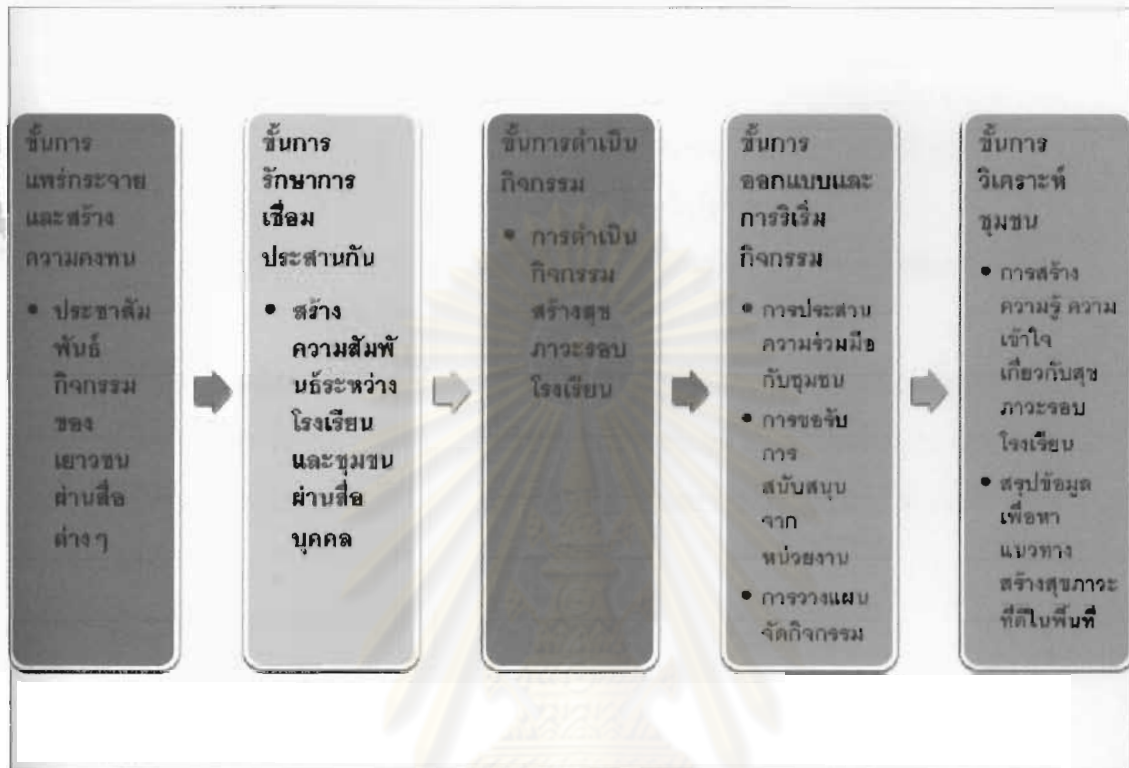 ขั้นการ
แพร่กระจาย
และสร้าง
ความคงทน
• ประชาสัม
พันธ์
กิจกรรม
ของ
เยาวชน
ผ่านสื่อ
ต่างๆ
ขั้นการ
รักษาการ
เชื่อม
ประสานกัน
• สร้าง
ความสัมพั
นธ์ระหว่าง
โรงเรียน
และชุมชน
ผ่านสื่อ
บุคคล
ขั้นการดำเนิน
กิจกรรม
• การดำเนิน
กิจกรรม
สร้างสุข
ภาวะรอบ
โรงเรียน
ขั้นการ
ออกแบบและ
การริเริ่ม
กิจกรรม
• การประสาน
ความร่วมมือ
กับชุมชน
• การขอรับ
การ
สนับสนุน
จาก
หน่วยงาน
• การวางแผน
จัดกิจกรรม
ขั้นการ
วิเคราะห์
ชุมชน
• การสร้าง
ความรู้ ความ
เข้าใจ
เกี่ยวกับสุข
ภาวะรอบ
โรงเรียน
• สรุปข้อมูล
เพื่อหา
แนวทาง
สร้างสุขภาวะ
ที่ดีในพื้นที่